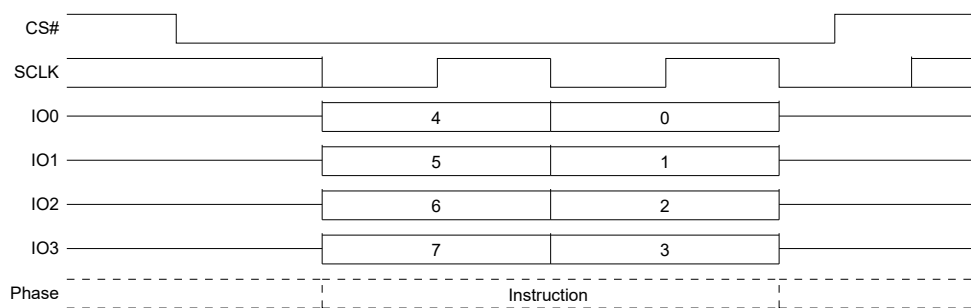 CS#
SCLK
IO0 4 0
IO1 5 1
IO2 6 2
IO3 7 3
Phase Instruction